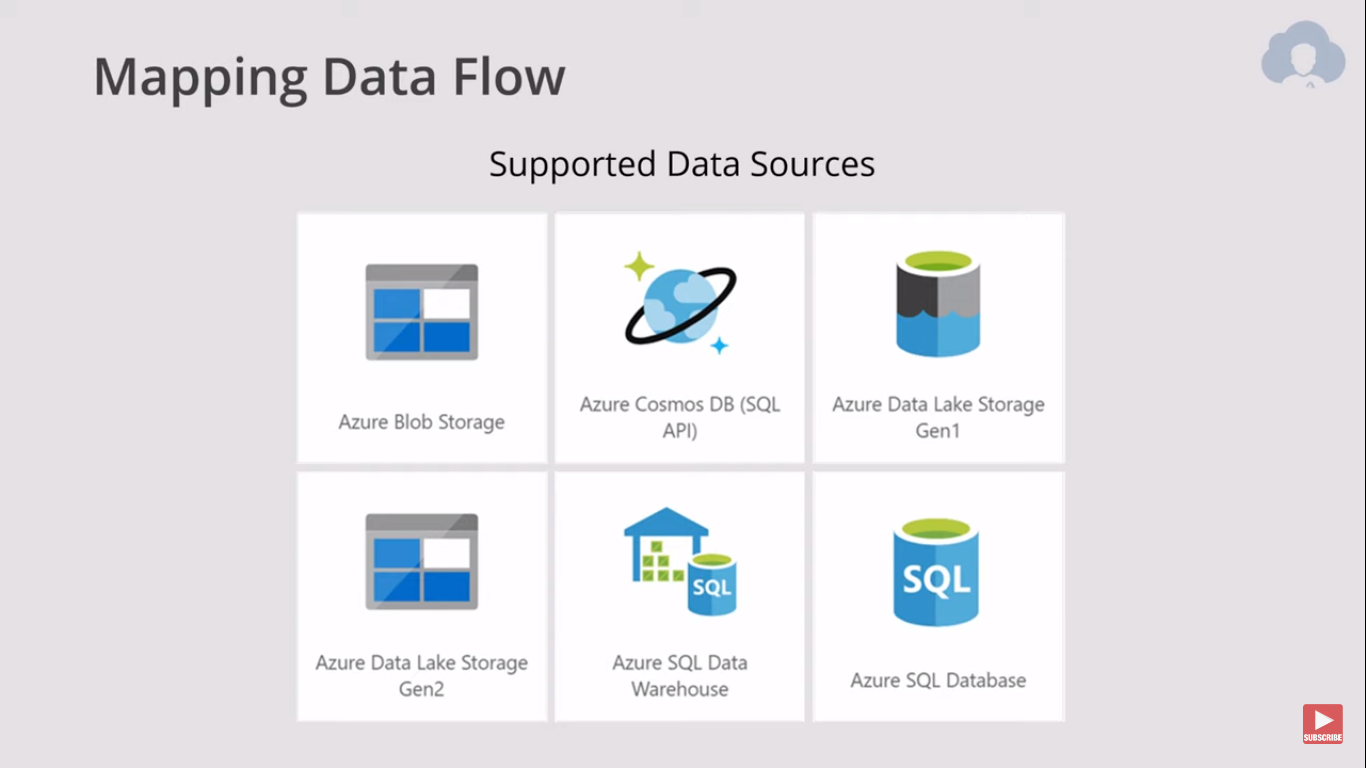 Mapping Data Flow
Supported Data Sources
Azure Blob Storage
Azure Cosmos DB (SQL
API)
Azure Data Lake Storage
Gen1
Azure Data Lake Storage
Gen2
SQL
Azure SQL Data
Warehouse
SQL
Azure SQL Database
SUBSCRIBE